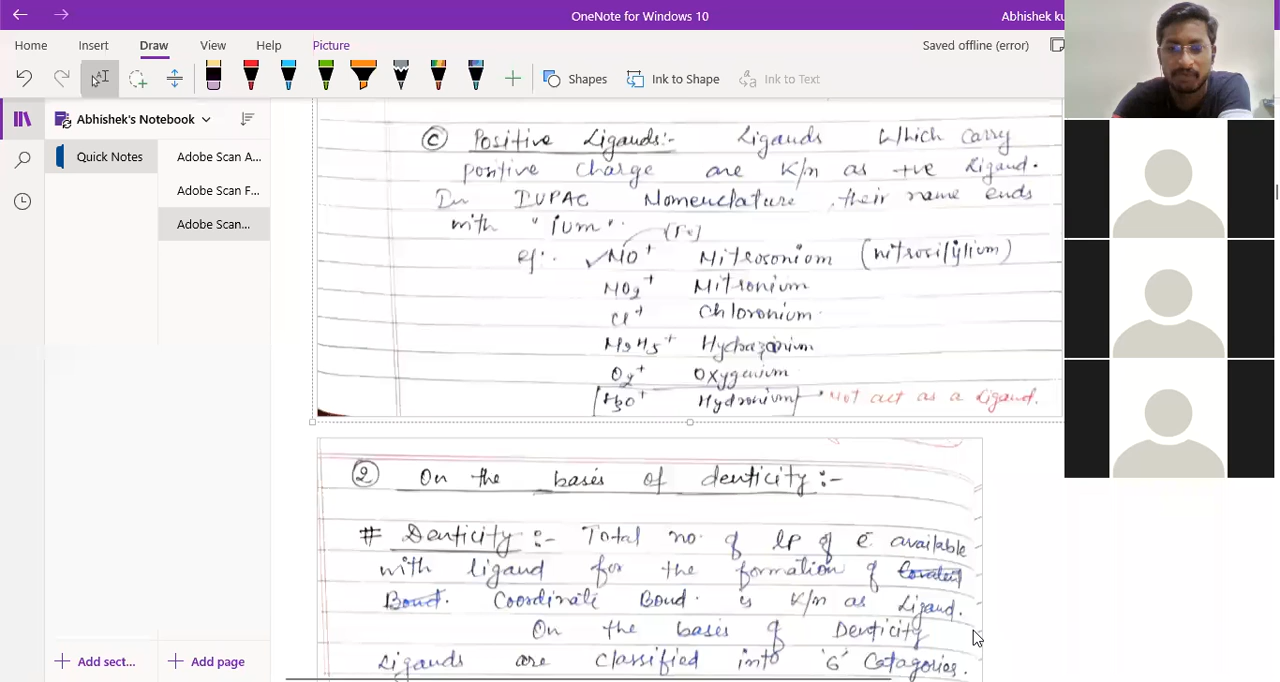 OneNote for Windows 10
Abhishek ku
Home Insert Draw View Help Picture
Saved offline (error)
Shapes Ink to Shape Ink to Text
Abhishek's Notebook
Quick Notes
Adobe Scan A...
Adobe Scan F...
Adobe Scan...
Add sect...
Add page
(c) Positive Ligands:- Ligands Which carry
positive charge are K/n as +ve Ligand.
In IUPAC Nomenclature, their name ends
with "ium".
eg:. NO+ Nitrosonium (nitrosilylium)
NO2+ Nitronium
Cl+ Chloronium
N2H5+ Hydrazinium
O2+ Oxygenium
H3O+ Hydronium Not act as a Ligand.
(2) On the bases of denticity:-
# Denticity:- Total no. of lp of e available
with ligand for the formation of Covalent
Bond. Coordinate Bond. is K/n as Ligand.
On the bases of Denticity
Ligands are classified into '6' Catagories.